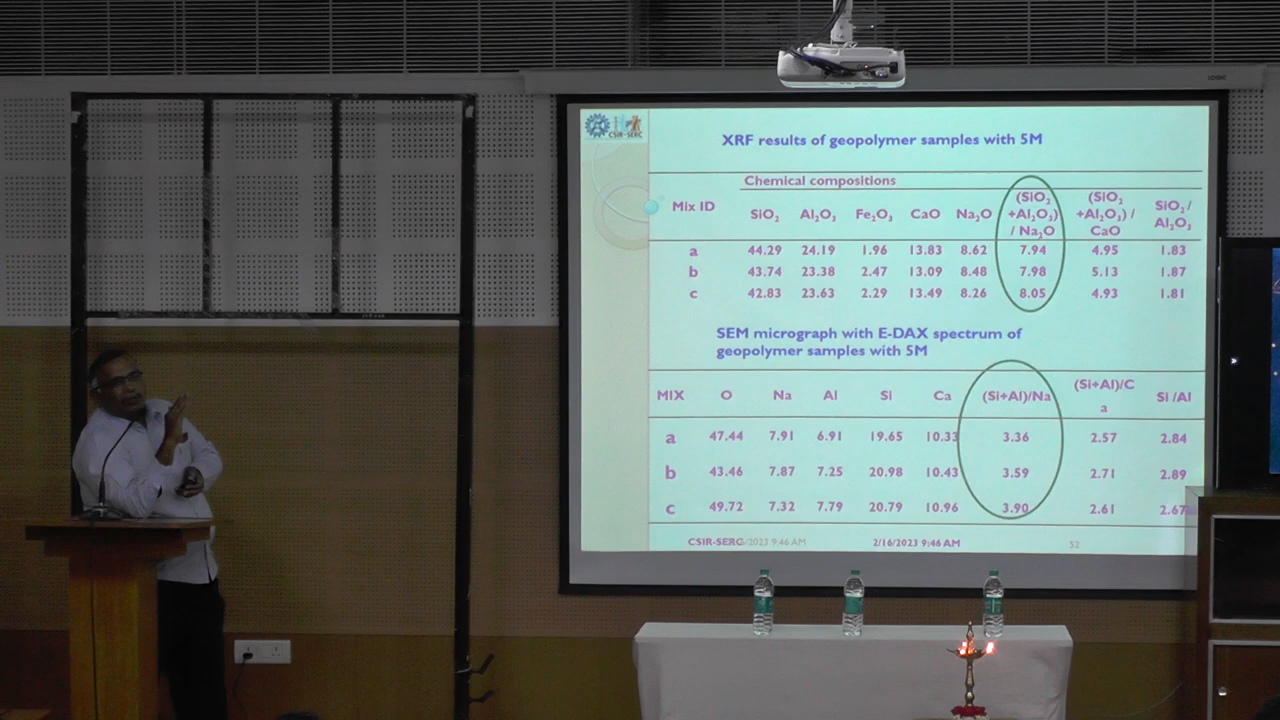 LOGIC
CSIR-SERC
XRF results of geopolymer samples with 5M
Chemical compositions
Mix ID SiO₂ Al₂O₃ Fe₂O₃ CaO Na₂O (SiO₂ +Al₂O₃) / Na₂O (SiO₂ +Al₂O₃) / CaO SiO₂ / Al₂O₃
a 44.29 24.19 1.96 13.83 8.62 7.94 4.95 1.83
b 43.74 23.38 2.47 13.09 8.48 7.98 5.13 1.87
c 42.83 23.63 2.29 13.49 8.26 8.05 4.93 1.81
SEM micrograph with E-DAX spectrum of
geopolymer samples with 5M
MIX O Na Al Si Ca (Si+Al)/Na (Si+Al)/C a Si /Al
a 47.44 7.91 6.91 19.65 10.33 3.36 2.57 2.84
b 43.46 7.87 7.25 20.98 10.43 3.59 2.71 2.89
c 49.72 7.32 7.79 20.79 10.96 3.90 2.61 2.67
CSIR-SERG /2023 9:46 AM 2/16/2023 9:46 AM 52